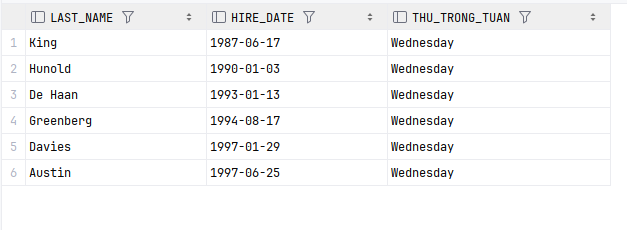 LAST_NAME HIRE_DATE THU_TRONG_TUAN
1 King 1987-06-17 Wednesday
2 Hunold 1990-01-03 Wednesday
3 De Haan 1993-01-13 Wednesday
4 Greenberg 1994-08-17 Wednesday
5 Davies 1997-01-29 Wednesday
6 Austin 1997-06-25 Wednesday